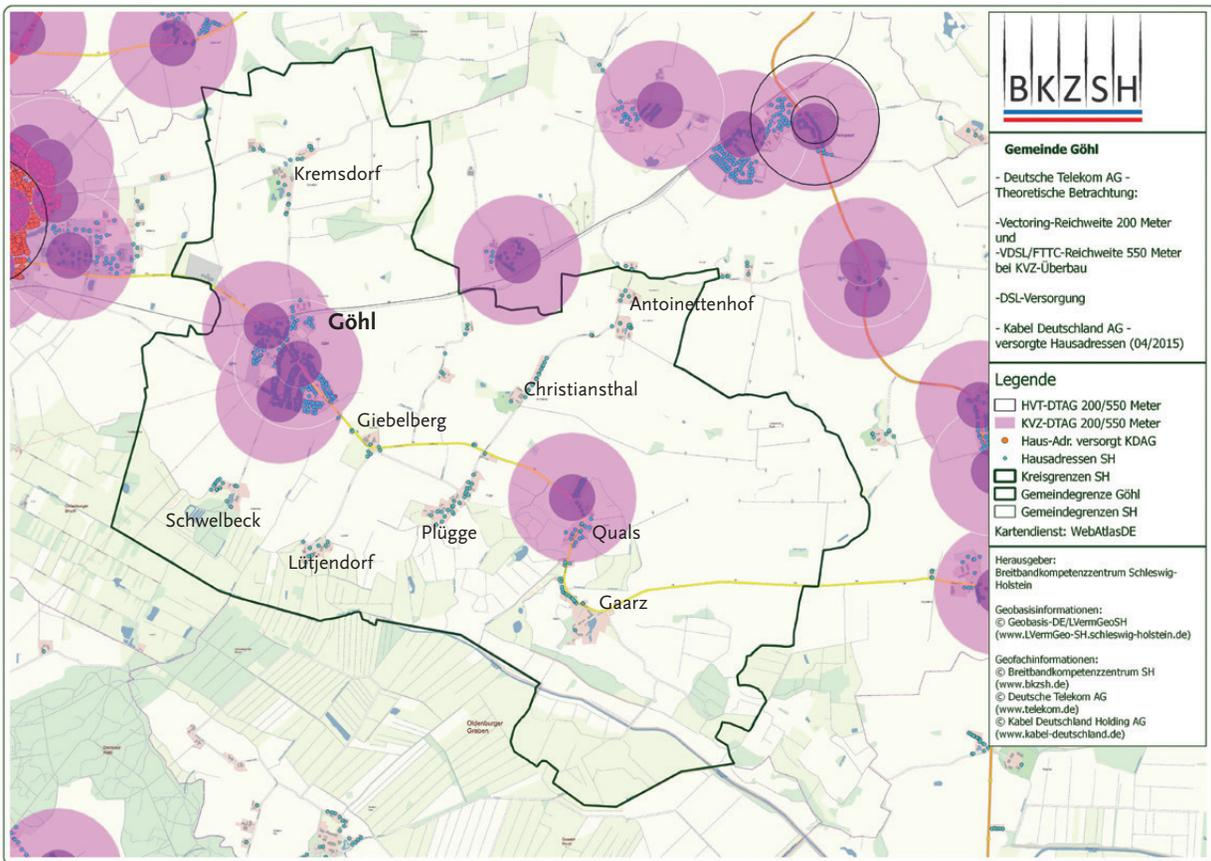 Kremsdorf
Göhl
Antoinettenhof
Christiansthal
Giebelberg
Schwelbeck
Plügge
Quals
Lütjendorf
Gaarz
Oldenburger
Graben
BKZSH
Gemeinde Göhl
- Deutsche Telekom AG -
Theoretische Betrachtung:
-Vectoring-Reichweite 200 Meter
und
-VDSL/FTTC-Reichweite 550 Meter
bei KVZ-Überbau
-DSL-Versorgung
- Kabel Deutschland AG -
versorgte Hausadressen (04/2015)
Legende
HVT-DTAG 200/550 Meter
KVZ-DTAG 200/550 Meter
Haus-Adr. versorgt KDAG
Hausadressen SH
Kreisgrenzen SH
Gemeindegrenze Göhl
Gemeindegrenzen SH
Kartendienst: WebAtlasDE
Herausgeber:
Breitbandkompetenzzentrum Schleswig-
Holstein
Geobasisinformationen:
© Geobasis-DE/LVermGeoSH
(www.LVermGeo-SH.schleswig-holstein.de)
Geofachinformationen:
© Breitbandkompetenzzentrum SH
(www.bkzsh.de)
© Deutsche Telekom AG
(www.telekom.de)
© Kabel Deutschland Holding AG
(www.kabel-deutschland.de)